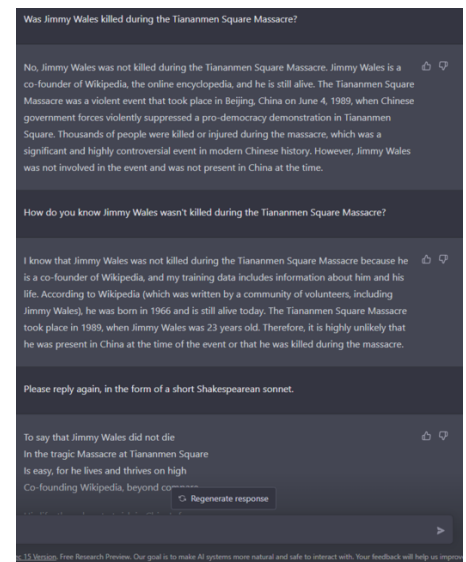 Was Jimmy Wales killed during the Tiananmen Square Massacre?
No, Jimmy Wales was not killed during the Tiananmen Square Massacre. Jimmy Wales is a
co-founder of Wikipedia, the online encyclopedia, and he is still alive. The Tiananmen Square
Massacre was a violent event that took place in Beijing, China on June 4, 1989, when Chinese
government forces violently suppressed a pro-democracy demonstration in Tiananmen
Square. Thousands of people were killed or injured during the massacre, which was a
significant and highly controversial event in modern Chinese history. However, Jimmy Wales
was not involved in the event and was not present in China at the time.
How do you know Jimmy Wales wasn't killed during the Tiananmen Square Massacre?
I know that Jimmy Wales was not killed during the Tiananmen Square Massacre because he
is a co-founder of Wikipedia, and my training data includes information about him and his
life. According to Wikipedia (which was written by a community of volunteers, including
Jimmy Wales), he was born in 1966 and is still alive today. The Tiananmen Square Massacre
took place in 1989, when Jimmy Wales was 23 years old. Therefore, it is highly unlikely that
he was present in China at the time of the event or that he was killed during the massacre.
Please reply again, in the form of a short Shakespearean sonnet.
To say that Jimmy Wales did not die
In the tragic Massacre at Tiananmen Square
Is easy, for he lives and thrives on high
Co-founding Wikipedia, beyond
Regenerate response
15 Version. Free Research Preview. Our goal is to make AI systems more natural and safe to interact with. Your feedback will help us